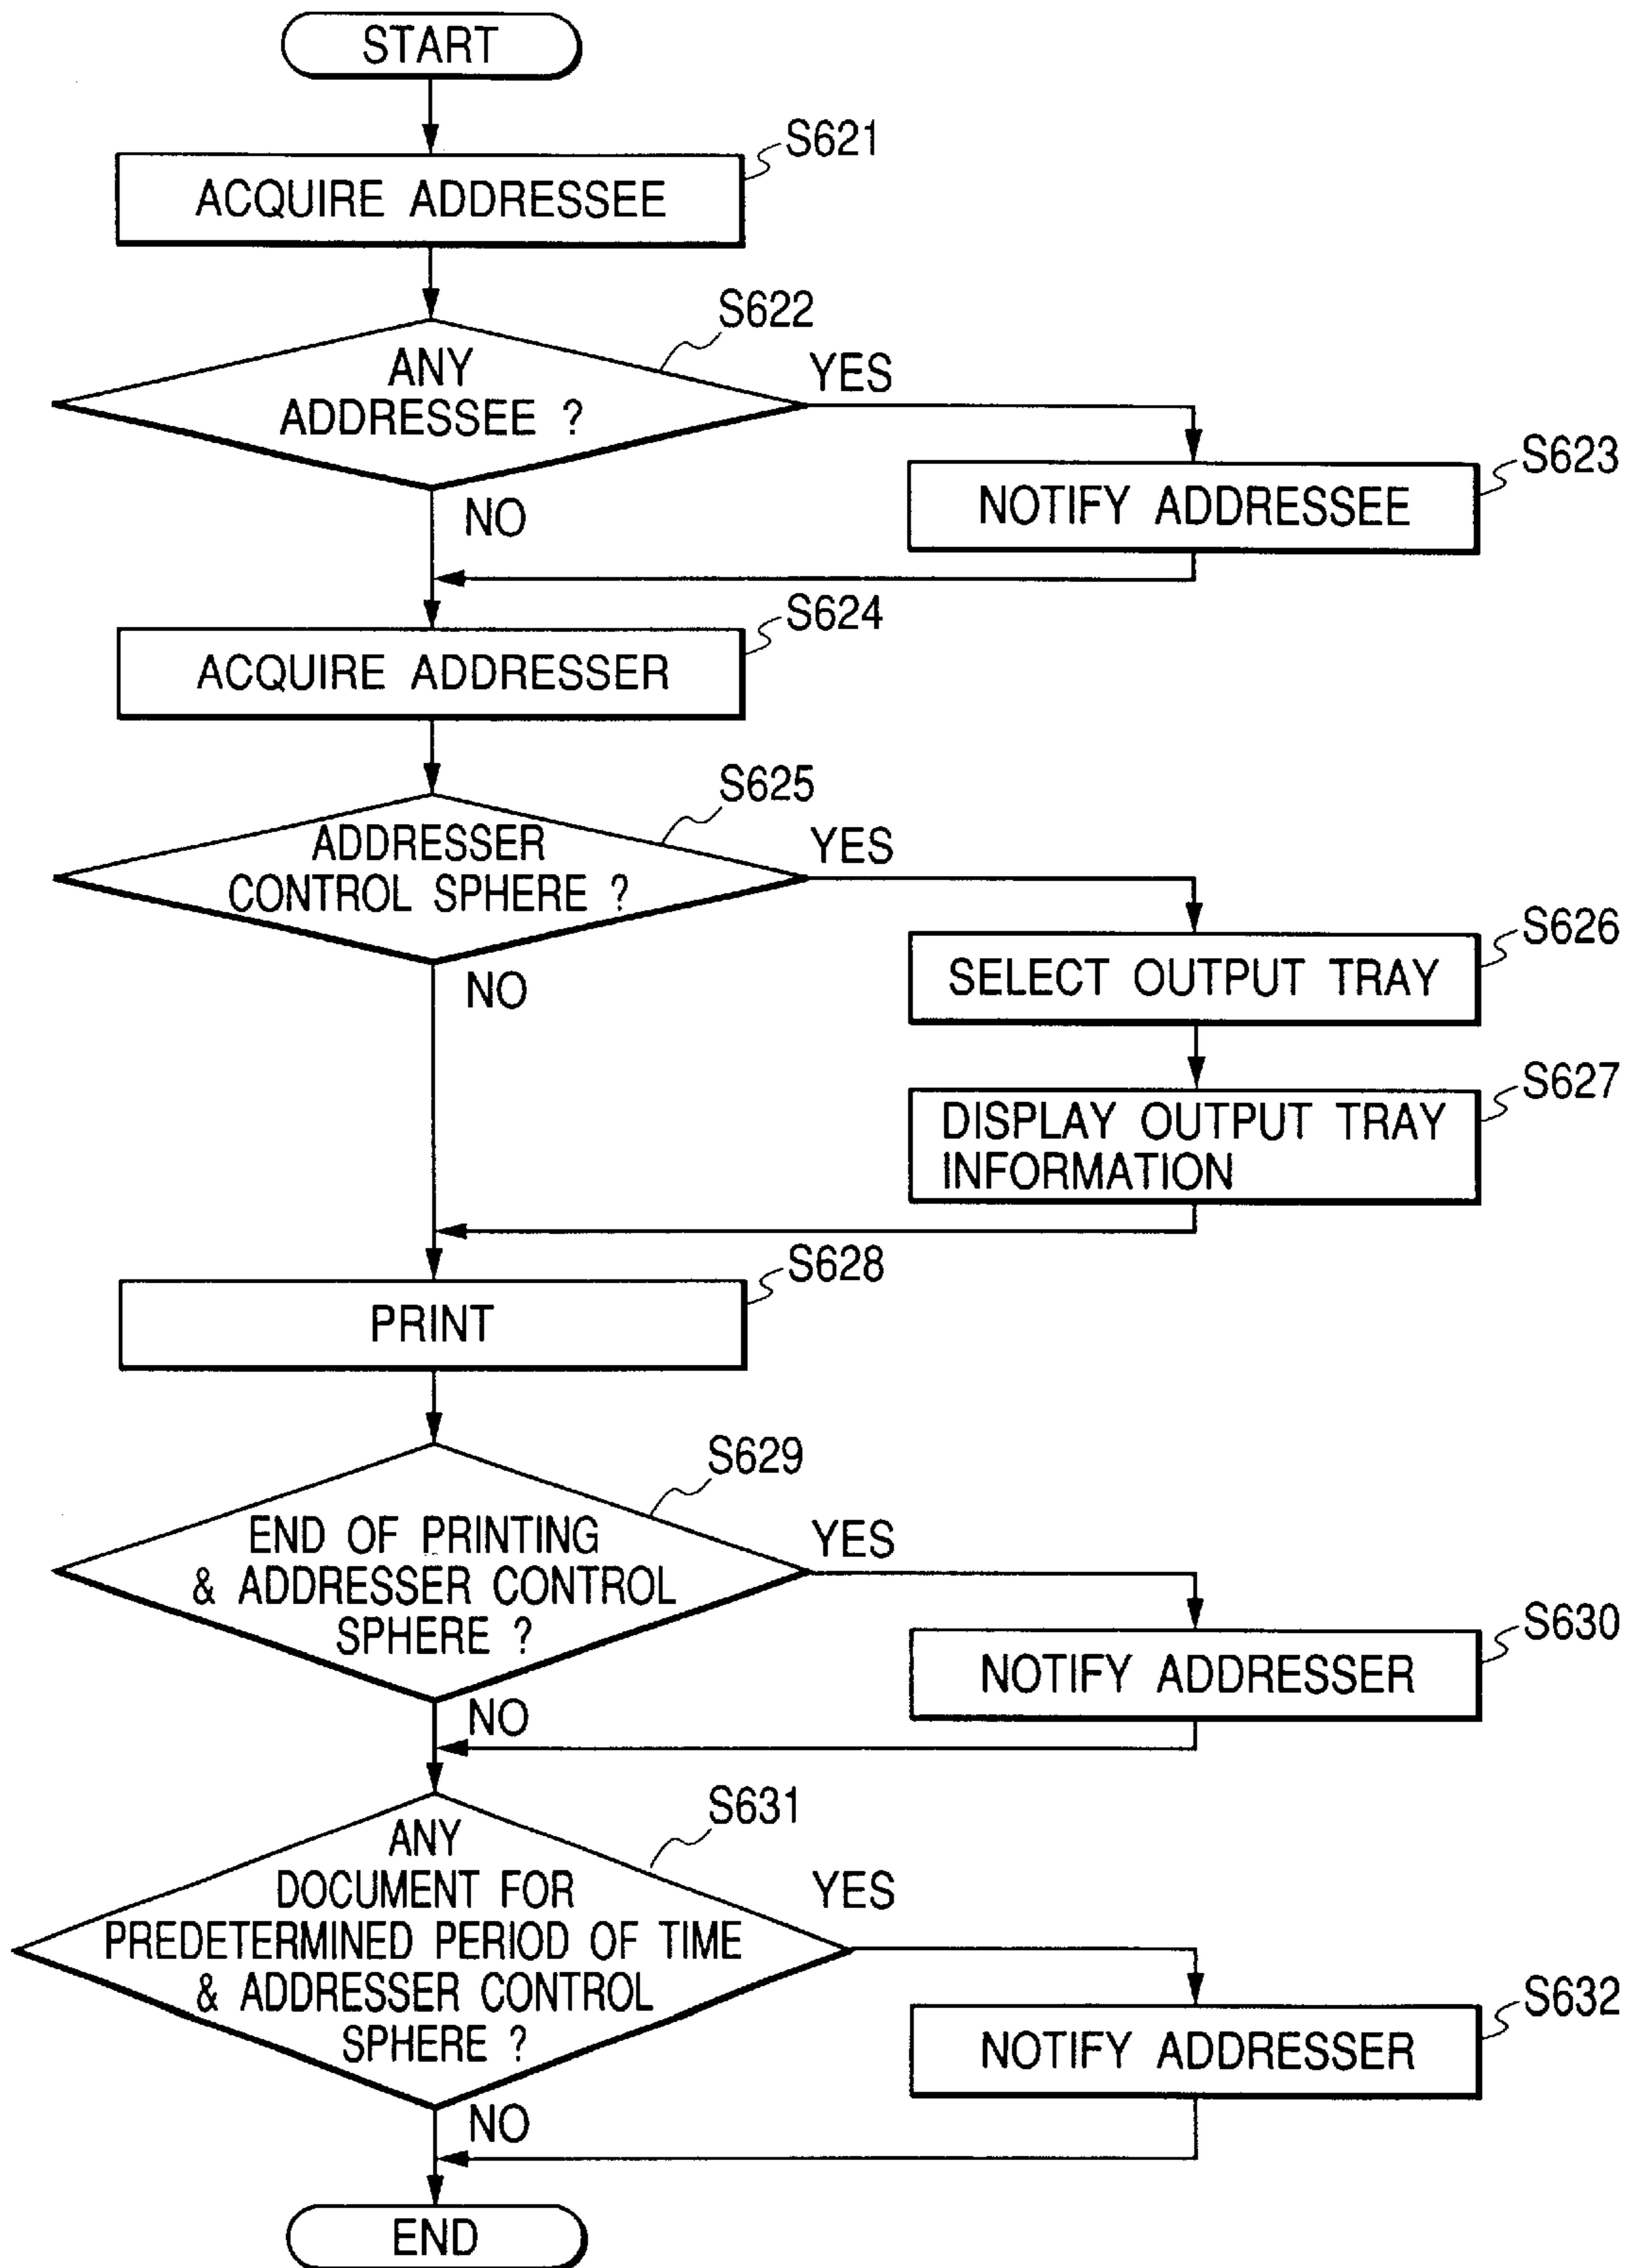 START
S621
ACQUIRE ADDRESSEE
S622
ANY
ADDRESSEE ?
YES
S623
NOTIFY ADDRESSEE
NO
S624
ACQUIRE ADDRESSER
S625
ADDRESSER
CONTROL SPHERE ?
YES
S626
SELECT OUTPUT TRAY
NO
S627
DISPLAY OUTPUT TRAY
INFORMATION
S628
PRINT
S629
END OF PRINTING
& ADDRESSER CONTROL
SPHERE ?
YES
S630
NOTIFY ADDRESSER
NO
S631
ANY
DOCUMENT FOR
PREDETERMINED PERIOD OF TIME
& ADDRESSER CONTROL
SPHERE ?
YES
S632
NOTIFY ADDRESSER
NO
END